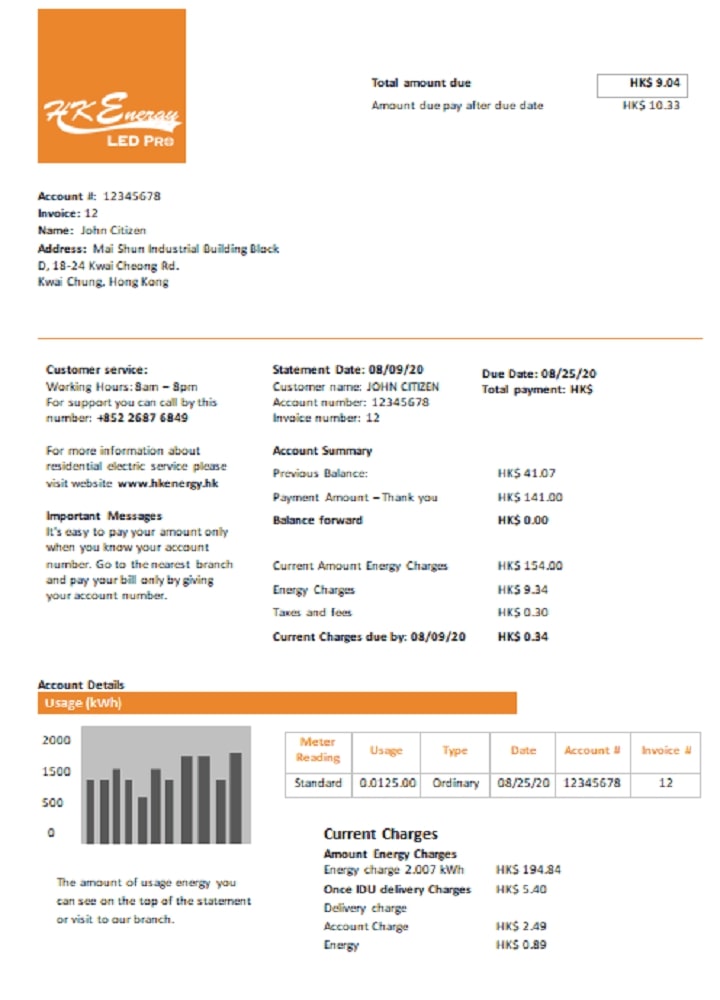 HK Energy
LED PRO
Total amount due HK$ 9.04
Amount due pay after due date HK$ 10.33
Account #: 12345678
Invoice: 12
Name: John Citizen
Address: Mai Shun Industrial Building Block
D, 18-24 Kwai Cheong Rd.
Kwai Chung, Hong Kong
Customer service:
Working Hours: 8am – 8pm
For support you can call by this
number: +852 2687 6849
For more information about
residential electric service please
visit website www.hkenergy.hk
Important Messages
It's easy to pay your amount only
when you know your account
number. Go to the nearest branch
and pay your bill only by giving
your account number.
Statement Date: 08/09/20
Customer name: JOHN CITIZEN
Account number: 12345678
Invoice number: 12
Due Date: 08/25/20
Total payment: HK$
Account Summary
Previous Balance: HK$ 41.07
Payment Amount – Thank you HK$ 141.00
Balance forward HK$ 0.00
Current Amount Energy Charges HK$ 154.00
Energy Charges HK$ 9.34
Taxes and fees HK$ 0.30
Current Charges due by: 08/09/20 HK$ 0.34
Account Details
Usage (kWh)
2000
1500
500
0
The amount of usage energy you
can see on the top of the statement
or visit to our branch.
Meter Reading Usage Type Date Account # Invoice #
Standard 0.0125.00 Ordinary 08/25/20 12345678 12
Current Charges
Amount Energy Charges
Energy charge 2.007 kWh HK$ 194.84
Once IDU delivery Charges HK$ 5.40
Delivery charge
Account Charge HK$ 2.49
Energy HK$ 0.89